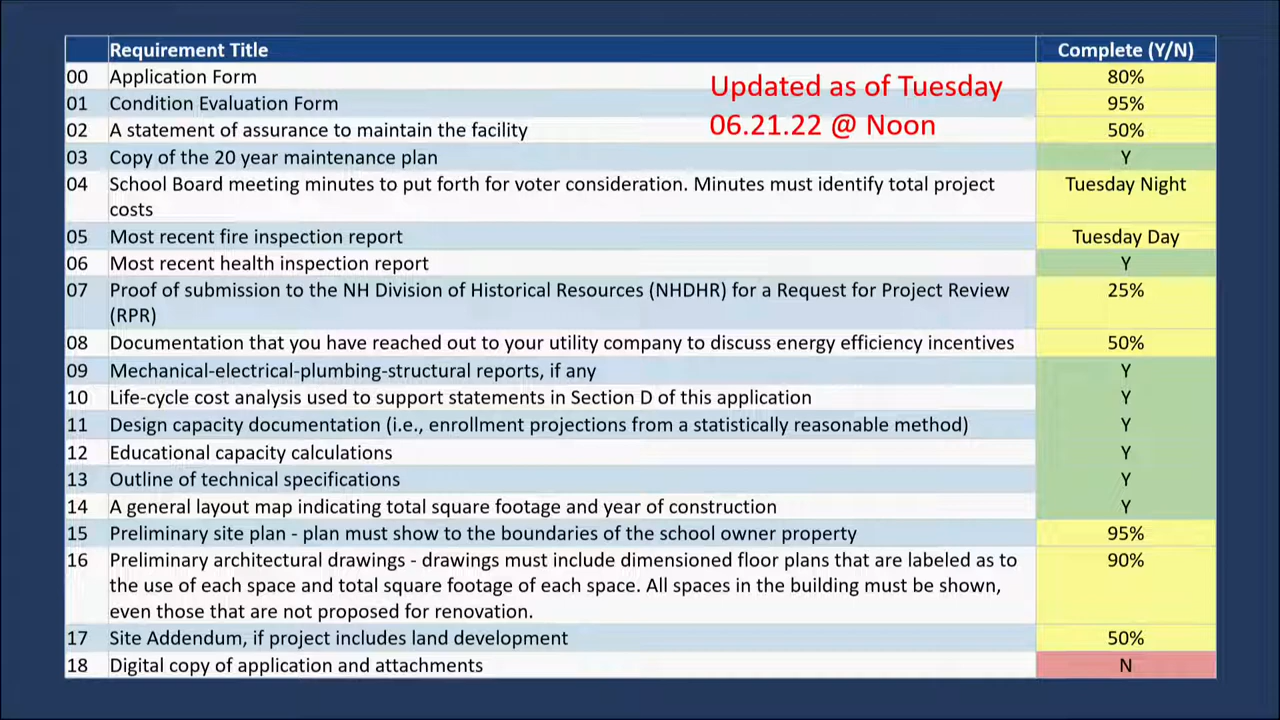 Requirement Title Complete (Y/N)
00 Application Form 80%
Updated as of Tuesday
01 Condition Evaluation Form 95%
06.21.22 @ Noon
02 A statement of assurance to maintain the facility 50%
03 Copy of the 20 year maintenance plan Y
04 School Board meeting minutes to put forth for voter consideration. Minutes must identify total project Tuesday Night
costs
05 Most recent fire inspection report Tuesday Day
06 Most recent health inspection report Y
07 Proof of submission to the NH Division of Historical Resources (NHDHR) for a Request for Project Review 25%
(RPR)
08 Documentation that you have reached out to your utility company to discuss energy efficiency incentives 50%
09 Mechanical-electrical-plumbing-structural reports, if any Y
10 Life-cycle cost analysis used to support statements in Section D of this application Y
11 Design capacity documentation (i.e., enrollment projections from a statistically reasonable method) Y
12 Educational capacity calculations Y
13 Outline of technical specifications Y
14 A general layout map indicating total square footage and year of construction Y
15 Preliminary site plan - plan must show to the boundaries of the school owner property 95%
16 Preliminary architectural drawings - drawings must include dimensioned floor plans that are labeled as to 90%
the use of each space and total square footage of each space. All spaces in the building must be shown,
even those that are not proposed for renovation.
17 Site Addendum, if project includes land development 50%
18 Digital copy of application and attachments N